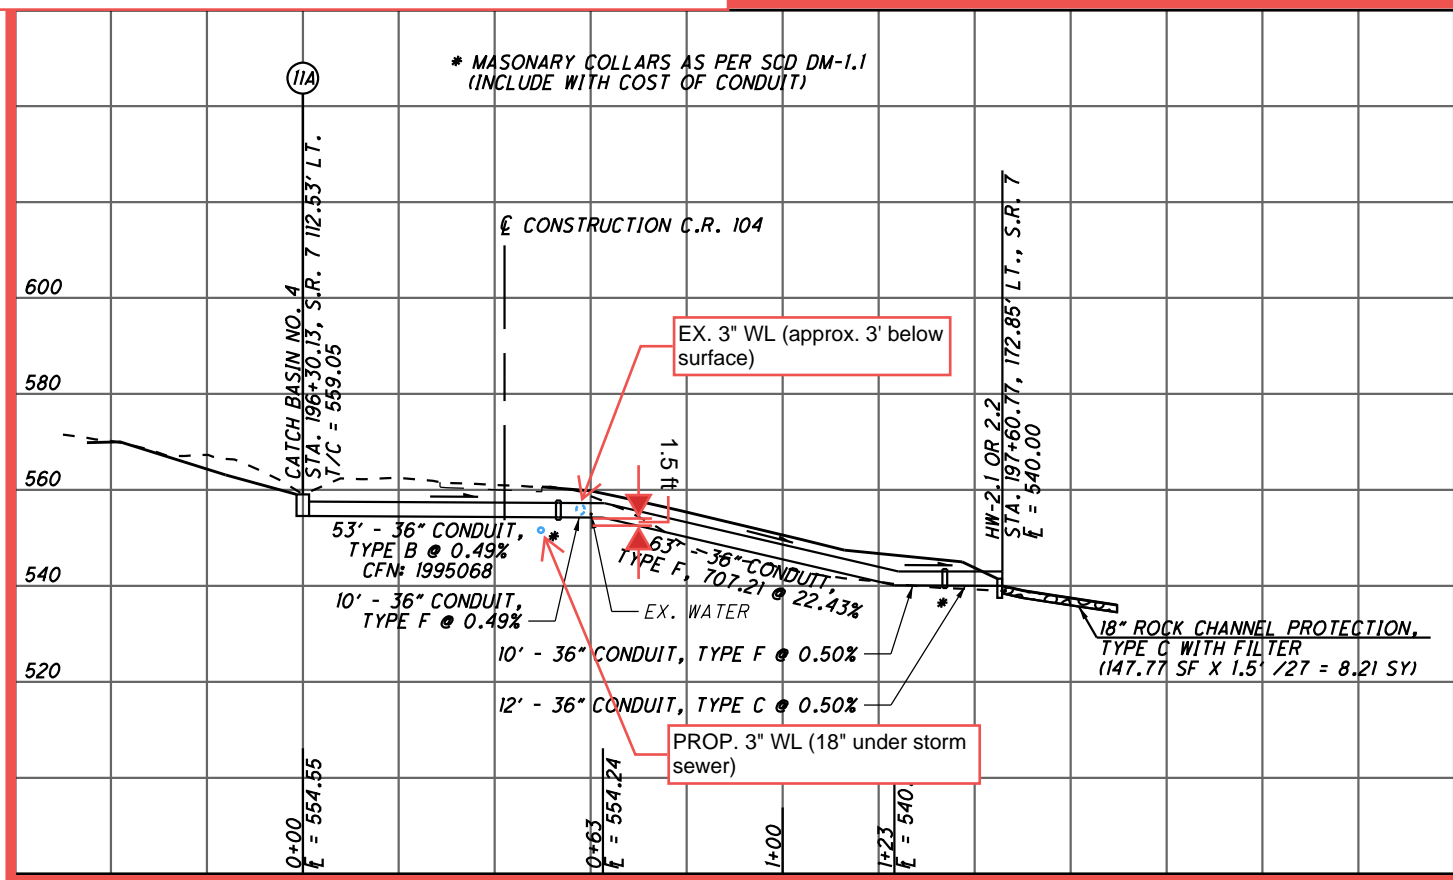 * MASONARY COLLARS AS PER SCD DM-1.1
(INCLUDE WITH COST OF CONDUIT)
11A
CATCH BASIN NO. 4
STA. 196+30.13, S.R. 7 112.53' LT.
T/C = 559.05
℄ CONSTRUCTION C.R. 104
HW-2.1 OR 2.2
STA. 197+60.77, 172.85' LT., S.R. 7
℄ = 540.00
600
580
560
540
520
EX. 3" WL (approx. 3' below
surface)
1.5 ft
53' - 36" CONDUIT,
TYPE B @ 0.49%
CFN: 1995068
*
63' - 36" CONDUIT,
TYPE F, 707.21 @ 22.43%
10' - 36" CONDUIT,
TYPE F @ 0.49%
EX. WATER
*
10' - 36" CONDUIT, TYPE F @ 0.50%
12' - 36" CONDUIT, TYPE C @ 0.50%
18" ROCK CHANNEL PROTECTION,
TYPE C WITH FILTER
(147.77 SF X 1.5' /27 = 8.21 SY)
PROP. 3" WL (18" under storm
sewer)
0+00
℄ = 554.55
0+63
℄ = 554.24
1+00
1+23
℄ = 540.